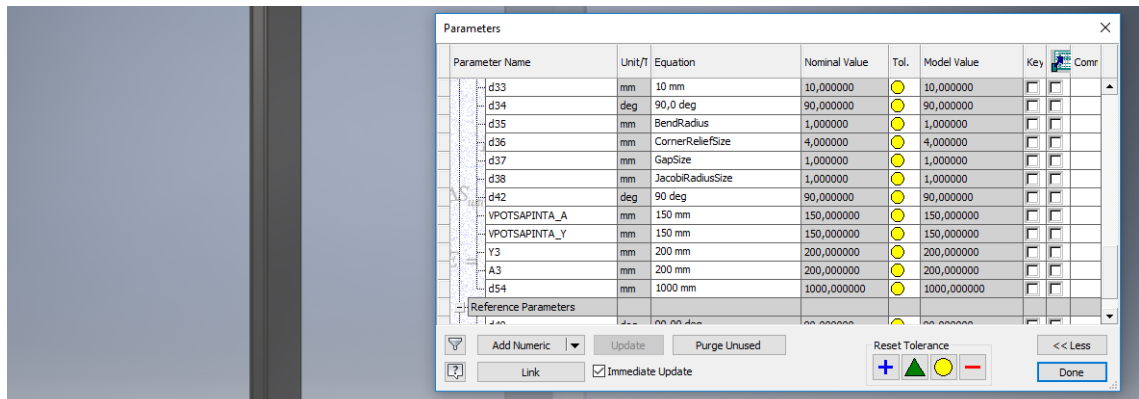 Parameters
Parameter Name Unit/T Equation Nominal Value Tol. Model Value Key Comr
d33 mm 10 mm 10,000000 10,000000
d34 deg 90,0 deg 90,000000 90,000000
d35 mm BendRadius 1,000000 1,000000
d36 mm CornerReliefSize 4,000000 4,000000
d37 mm GapSize 1,000000 1,000000
d38 mm JacobiRadiusSize 1,000000 1,000000
d42 deg 90 deg 90,000000 90,000000
VPOTSAPINTA_A mm 150 mm 150,000000 150,000000
VPOTSAPINTA_Y mm 150 mm 150,000000 150,000000
Y3 mm 200 mm 200,000000 200,000000
A3 mm 200 mm 200,000000 200,000000
d54 mm 1000 mm 1000,000000 1000,000000
Reference Parameters
Add Numeric Update Purge Unused Reset Tolerance << Less
Link Immediate Update Done